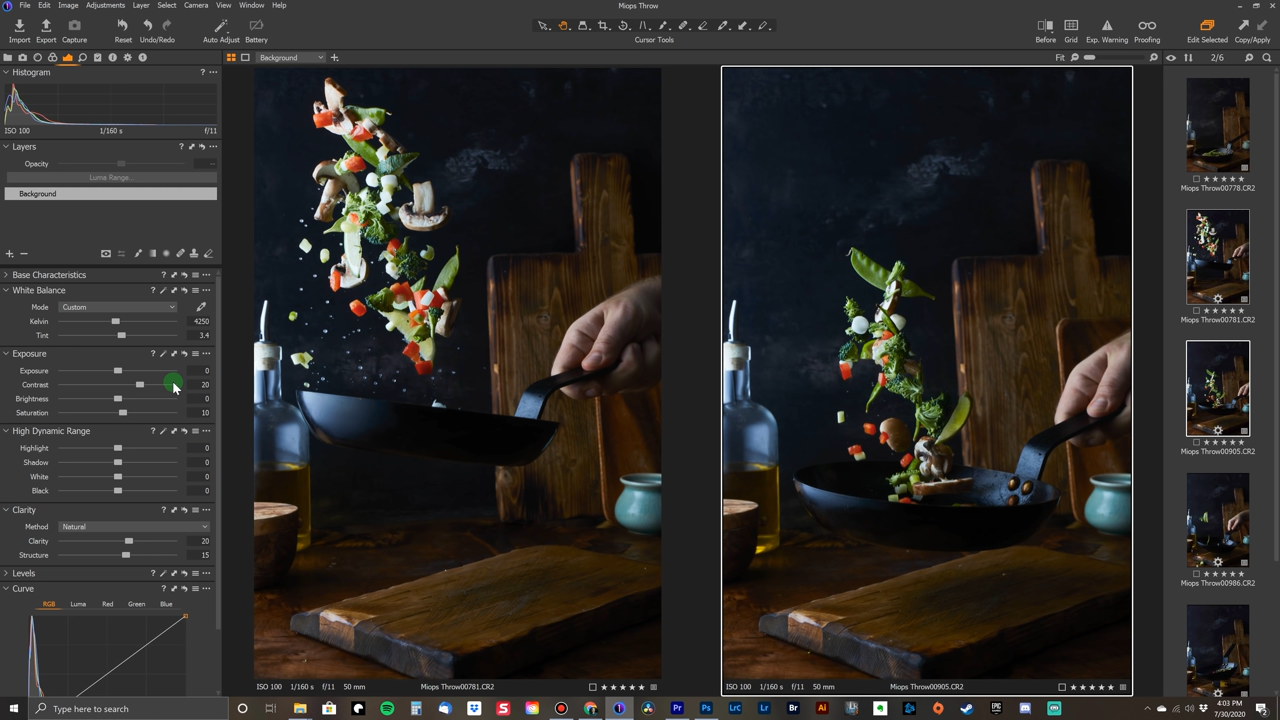 File Edit Image Adjustments Layer Select Camera View Window Help
Miops Throw
Import Export Capture Reset Undo/Redo Auto Adjust Battery
Cursor Tools
Before Grid Exp. Warning Proofing Edit Selected Copy/Apply
Background
Fit
2/6
Histogram ?
ISO 100 1/160 s f/11
Layers ?
Opacity --
Luma Range...
Background
Base Characteristics ?
White Balance ?
Mode Custom
Kelvin 4250
Tint 3.4
Exposure ?
Exposure 0
Contrast 20
Brightness 0
Saturation 10
High Dynamic Range ?
Highlight 0
Shadow 0
White 0
Black 0
Clarity ?
Method Natural
Clarity 20
Structure 15
Levels ?
Curve ?
RGB Luma Red Green Blue
ISO 100 1/160 s f/11 50 mm Miops Throw00781.CR2
ISO 100 1/160 s f/11 50 mm Miops Throw00905.CR2
Miops Throw00778.CR2
Miops Throw00781.CR2
Miops Throw00905.CR2
Miops Throw00986.CR2
Type here to search
Pr Ps LrC Lr Br Ai
EPIC
4:03 PM
7/30/2020